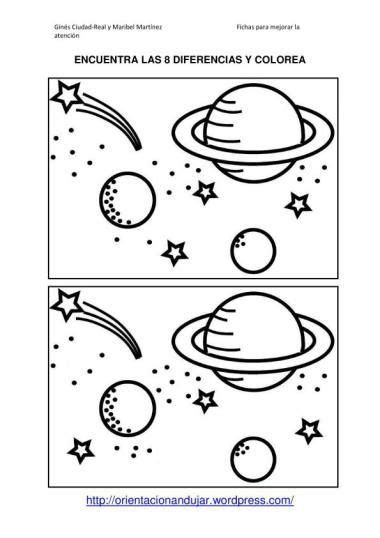 Ginés Ciudad-Real y Maribel Martínez Fichas para mejorar la
atención
ENCUENTRA LAS 8 DIFERENCIAS Y COLOREA
http://orientacionandujar.wordpress.com/